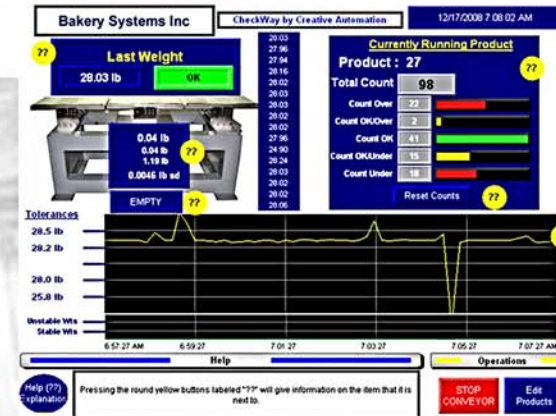 Bakery Systems Inc
CheckWay by Creative Automation
12/17/2008 7:08:02 AM
??
Last Weight
28.03 lb
OK
28.03
27.96
27.94
28.16
28.02
28.03
28.03
28.02
28.02
27.96
24.90
28.24
28.03
28.02
28.02
28.06
0.04 lb
0.04 lb
1.19 lb
0.0046 lb sd
??
EMPTY
??
Currently Running Product
Product : 27
??
Total Count
98
Count Over
22
Count OK/Over
2
Count OK
41
Count OK/Under
15
Count Under
18
Reset Counts
??
Tolerances
28.5 lb
28.2 lb
28.0 lb
25.8 lb
Unstable Wts
Stable Wts
6:57:27 AM
6:59:27
7:01:27
7:03:27
7:05:27
7:07:27 AM
Help
Operations
Help (??)
Explanation
Pressing the round yellow buttons labeled "??" will give information on the item that it is
next to.
STOP
CONVEYOR
Edit
Products